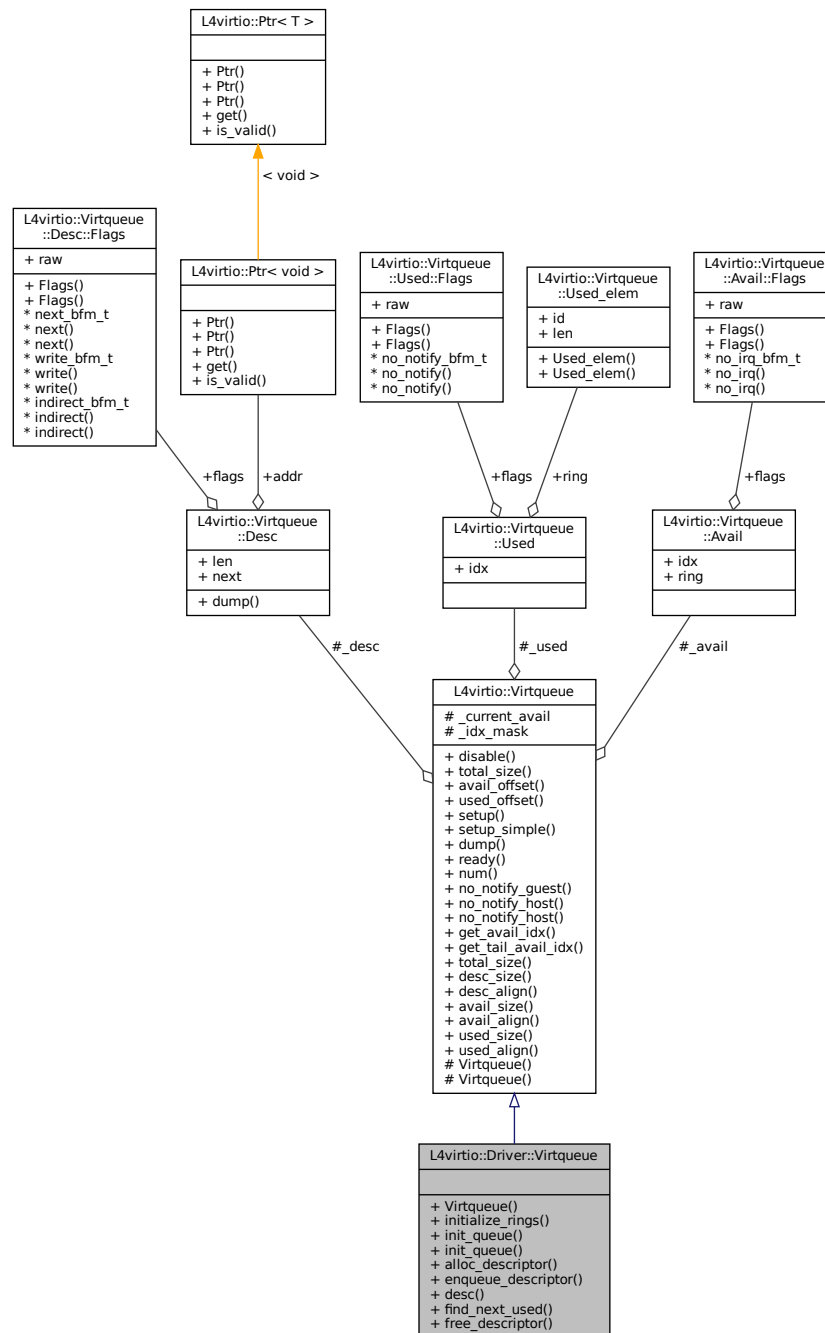 L4virtio::Ptr< T >
+ Ptr()
+ Ptr()
+ Ptr()
+ get()
+ is_valid()
< void >
L4virtio::Virtqueue
::Desc::Flags
+ raw
+ Flags()
+ Flags()
* next_bfm_t
* next()
* next()
* write_bfm_t
* write()
* write()
* indirect_bfm_t
* indirect()
* indirect()
L4virtio::Ptr< void >
+ Ptr()
+ Ptr()
+ Ptr()
+ get()
+ is_valid()
L4virtio::Virtqueue
::Used::Flags
+ raw
+ Flags()
+ Flags()
* no_notify_bfm_t
* no_notify()
* no_notify()
L4virtio::Virtqueue
::Used_elem
+ id
+ len
+ Used_elem()
+ Used_elem()
L4virtio::Virtqueue
::Avail::Flags
+ raw
+ Flags()
+ Flags()
* no_irq_bfm_t
* no_irq()
* no_irq()
+flags
+addr
+flags
+ring
+flags
L4virtio::Virtqueue
::Desc
+ len
+ next
+ dump()
L4virtio::Virtqueue
::Used
+ idx
L4virtio::Virtqueue
::Avail
+ idx
+ ring
#_desc
#_used
#_avail
L4virtio::Virtqueue
# _current_avail
# _idx_mask
+ disable()
+ total_size()
+ avail_offset()
+ used_offset()
+ setup()
+ setup_simple()
+ dump()
+ ready()
+ num()
+ no_notify_guest()
+ no_notify_host()
+ no_notify_host()
+ get_avail_idx()
+ get_tail_avail_idx()
+ total_size()
+ desc_size()
+ desc_align()
+ avail_size()
+ avail_align()
+ used_size()
+ used_align()
# Virtqueue()
# Virtqueue()
L4virtio::Driver::Virtqueue
+ Virtqueue()
+ initialize_rings()
+ init_queue()
+ init_queue()
+ alloc_descriptor()
+ enqueue_descriptor()
+ desc()
+ find_next_used()
+ free_descriptor()